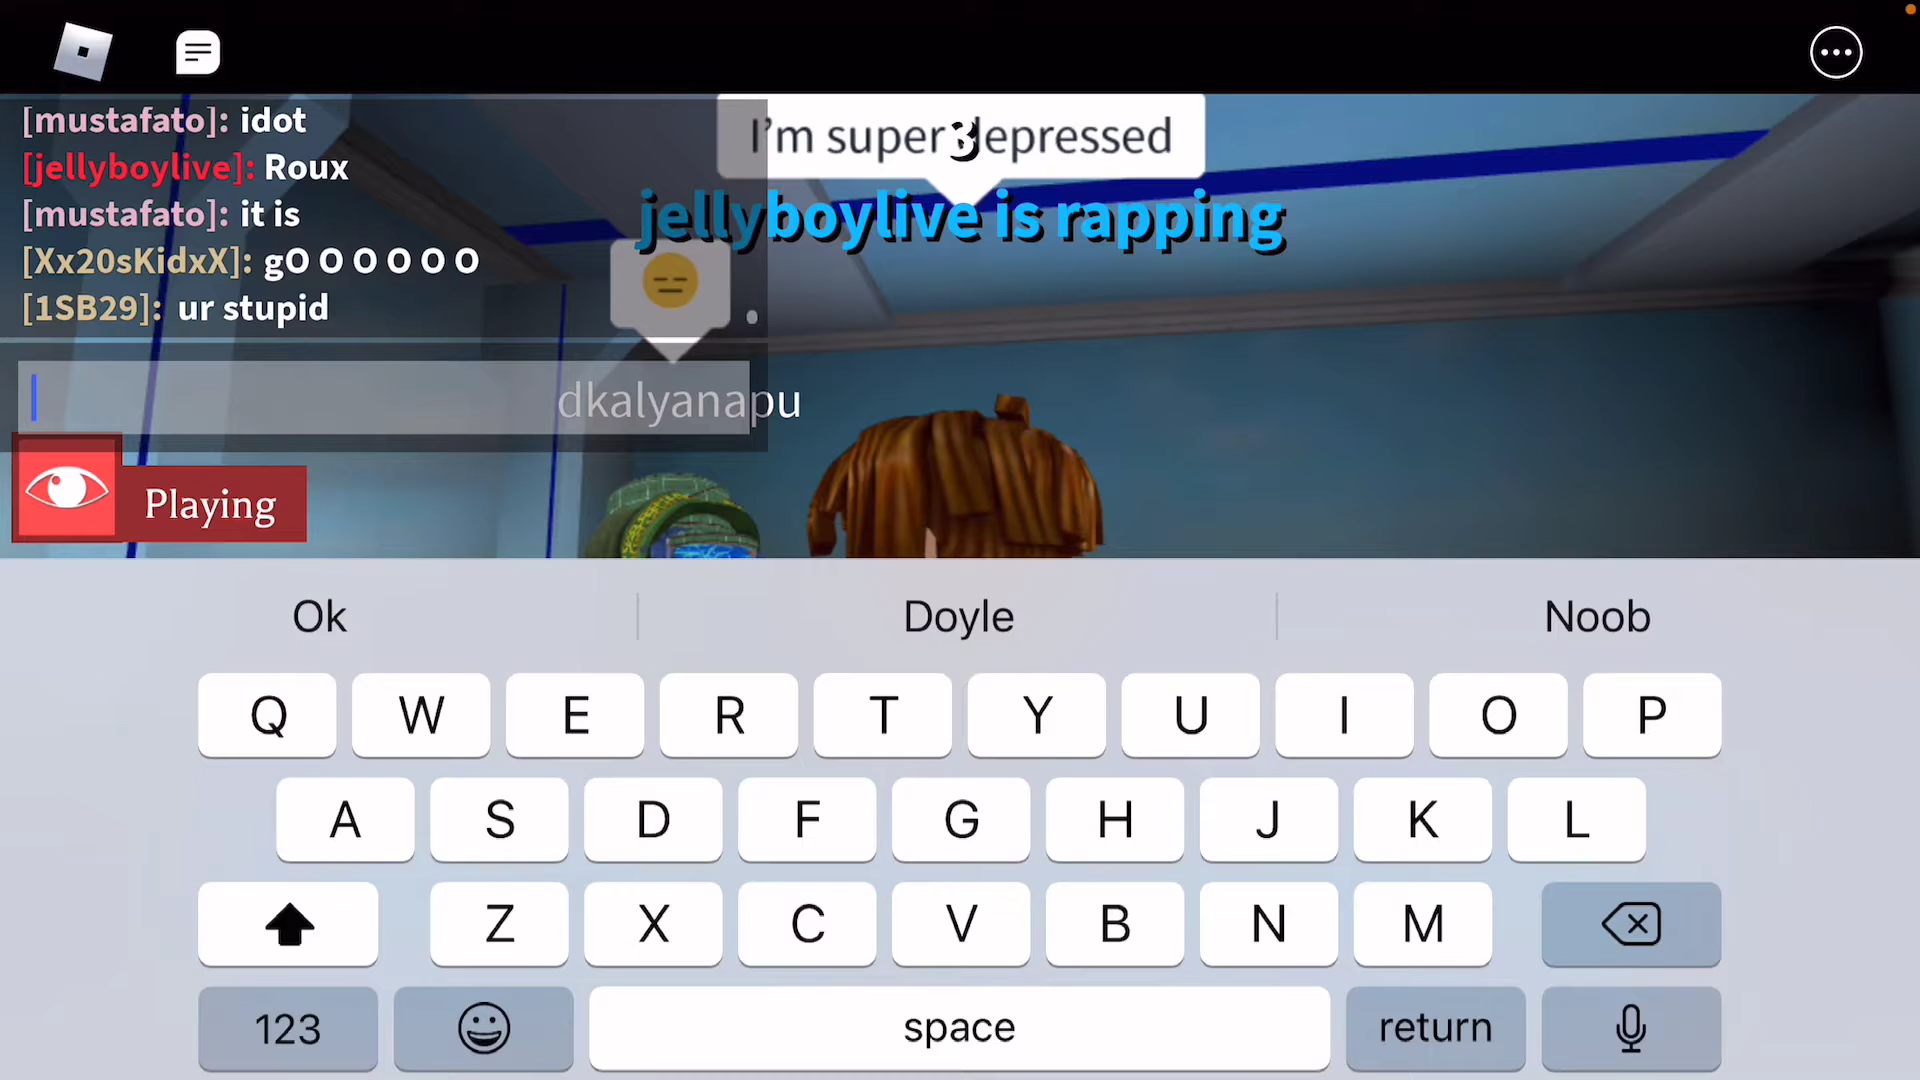 [mustafato]: idot
[jellyboylive]: Roux
[mustafato]: it is
[Xx20sKidxX]: gO O O O O O
[1SB29]: ur stupid
I'm super depressed
3
jellyboylive is rapping
dkalyanapu
Playing
Ok Doyle Noob
Q W E R T Y U I O P
A S D F G H J K L
Z X C V B N M
123 space return